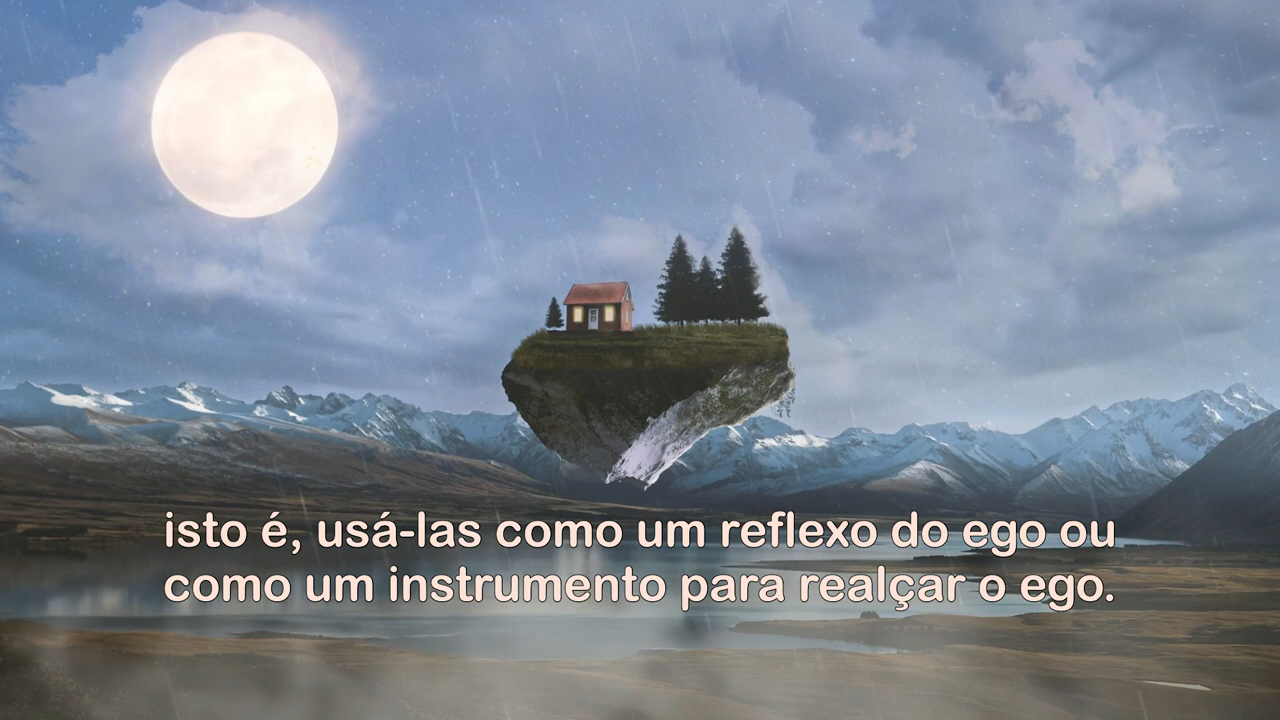 isto é, usá-las como um reflexo do ego ou
como um instrumento para realçar o ego.